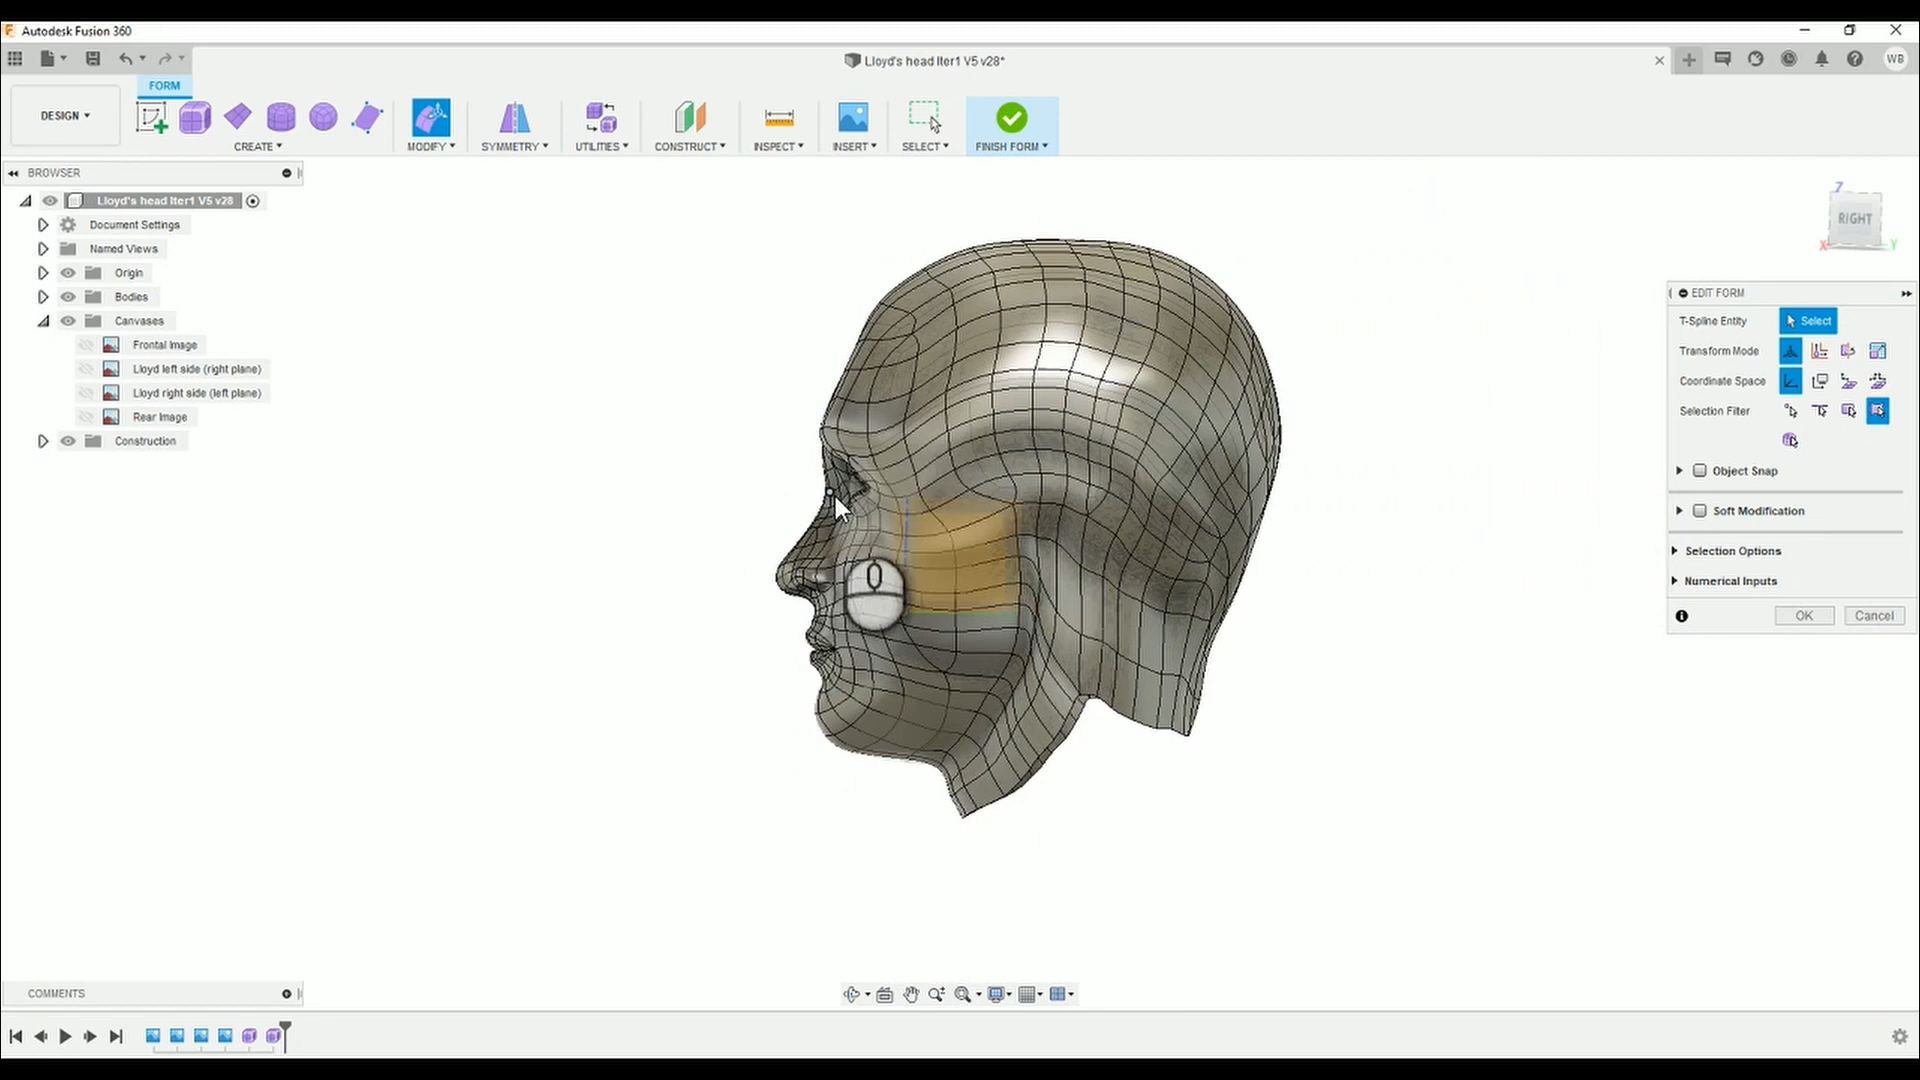 Autodesk Fusion 360
Lloyd's head Iter1 V5 v28*
WB
FORM
DESIGN
CREATE
MODIFY
SYMMETRY
UTILITIES
CONSTRUCT
INSPECT
INSERT
SELECT
FINISH FORM
BROWSER
Lloyd's head Iter1 V5 v28
Document Settings
Named Views
Origin
Bodies
Canvases
Frontal Image
Lloyd left side (right plane)
Lloyd right side (left plane)
Rear Image
Construction
Z
RIGHT
X
Y
EDIT FORM
T-Spline Entity
Select
Transform Mode
Coordinate Space
Selection Filter
Object Snap
Soft Modification
Selection Options
Numerical Inputs
OK
Cancel
COMMENTS